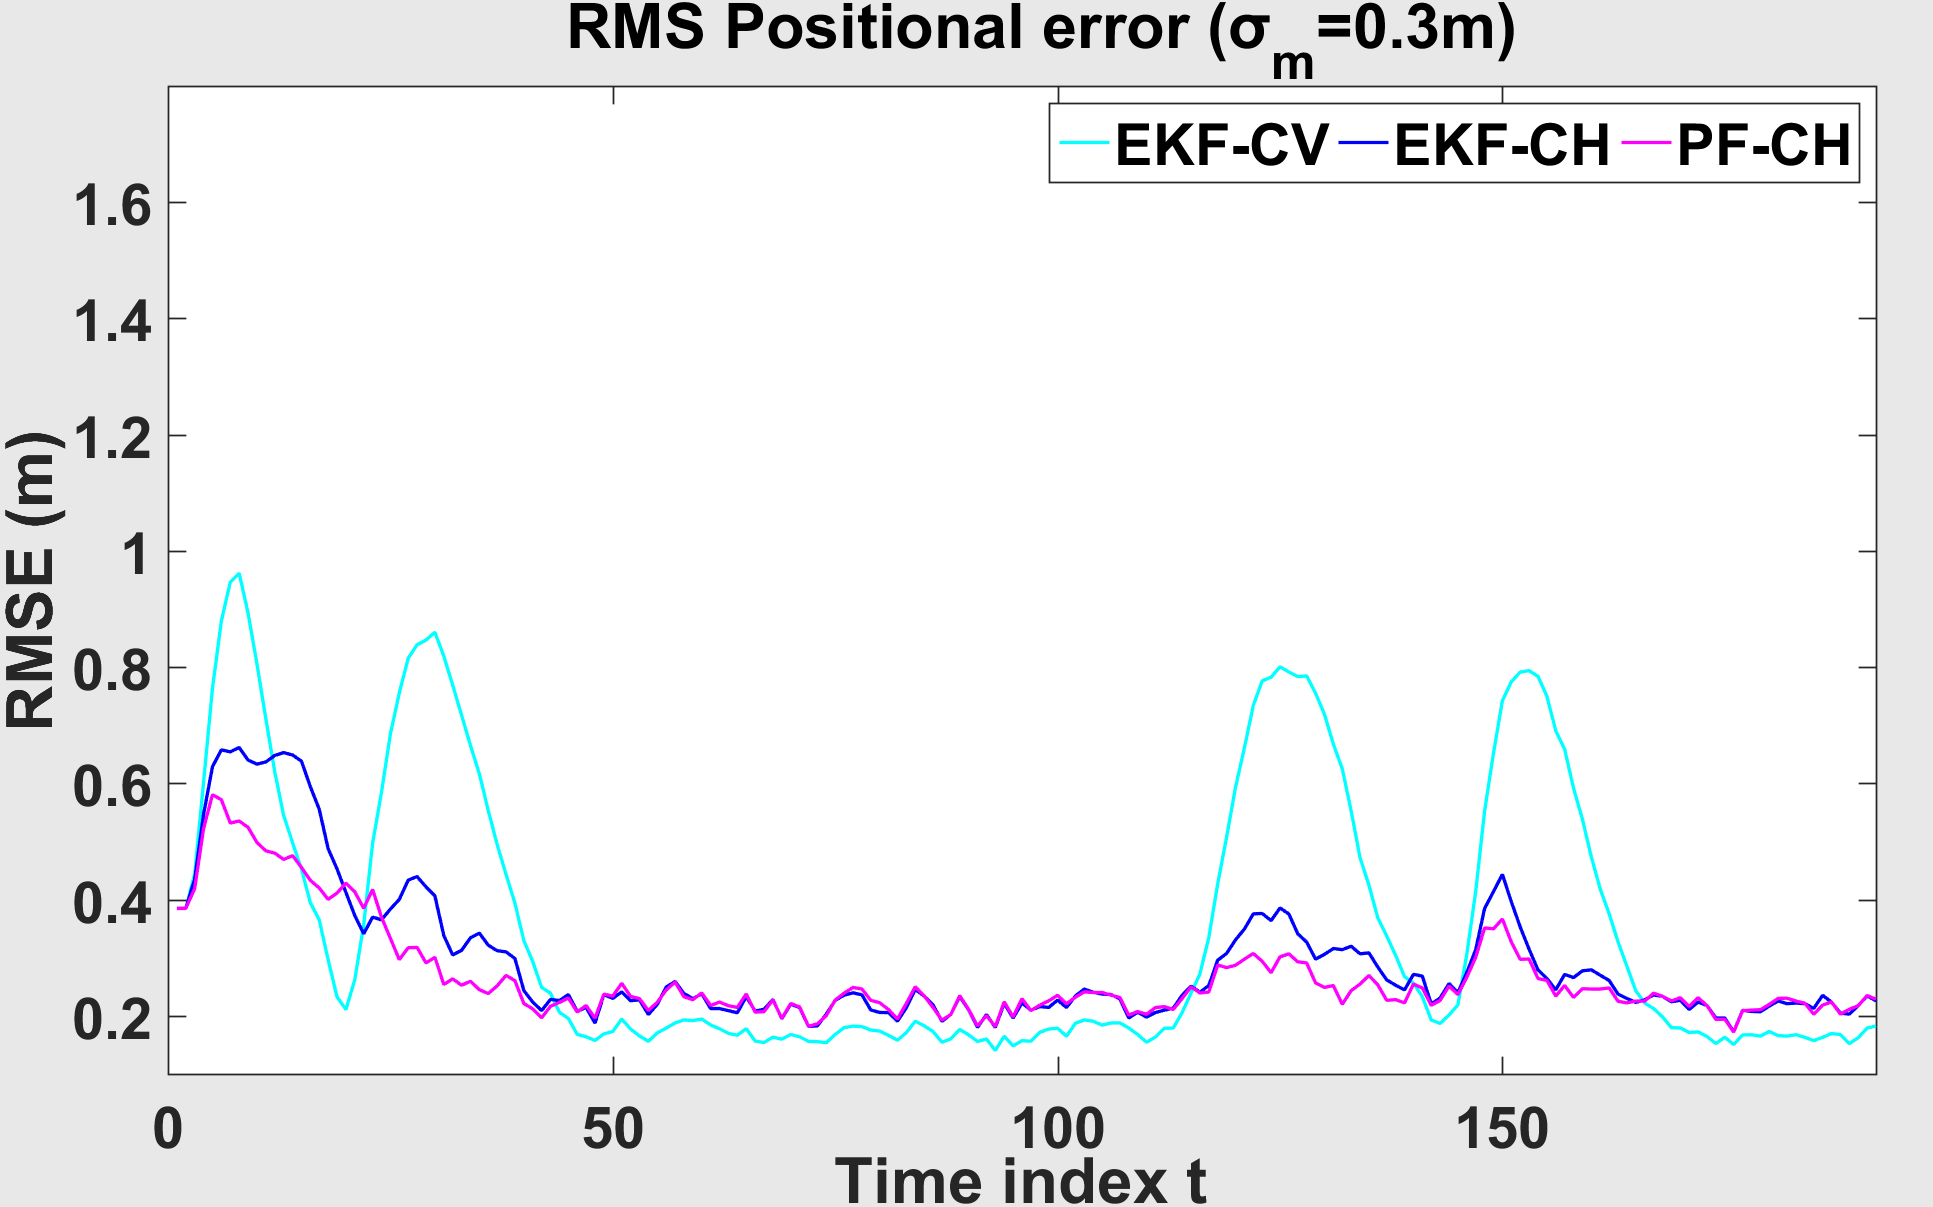 RMS Positional error (σm=0.3m)
EKF-CV EKF-CH PF-CH
1.6
1.4
1.2
1
0.8
0.6
0.4
0.2
RMSE (m)
0 50 100 150
Time index t